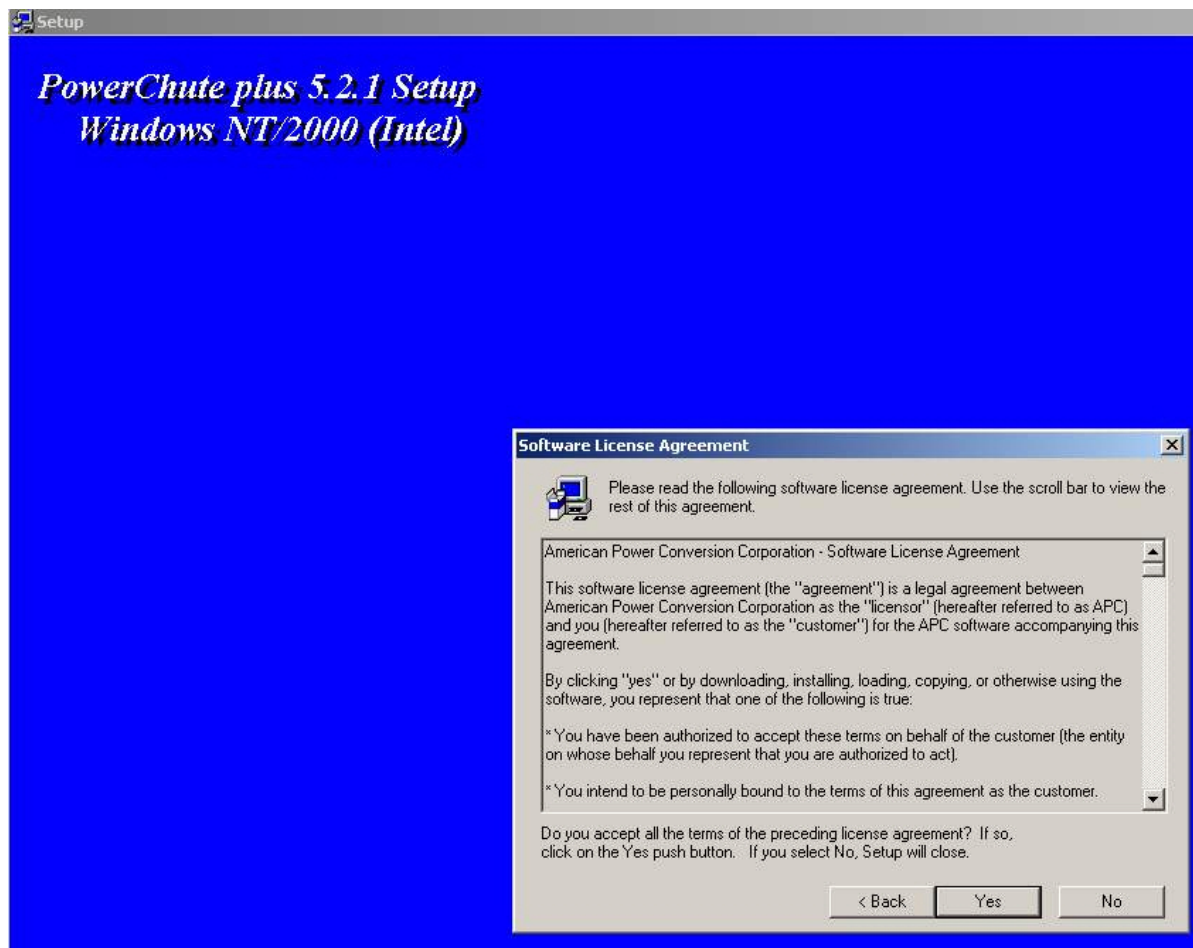 Setup
PowerChute plus 5.2.1 Setup
Windows NT/2000 (Intel)
Software License Agreement
Please read the following software license agreement. Use the scroll bar to view the
rest of this agreement.
American Power Conversion Corporation - Software License Agreement
This software license agreement (the "agreement") is a legal agreement between
American Power Conversion Corporation as the "licensor" (hereafter referred to as APC)
and you (hereafter referred to as the "customer") for the APC software accompanying this
agreement.
By clicking "yes" or by downloading, installing, loading, copying, or otherwise using the
software, you represent that one of the following is true:
* You have been authorized to accept these terms on behalf of the customer (the entity
on whose behalf you represent that you are authorized to act).
* You intend to be personally bound to the terms of this agreement as the customer.
Do you accept all the terms of the preceding license agreement? If so,
click on the Yes push button. If you select No, Setup will close.
< Back Yes No